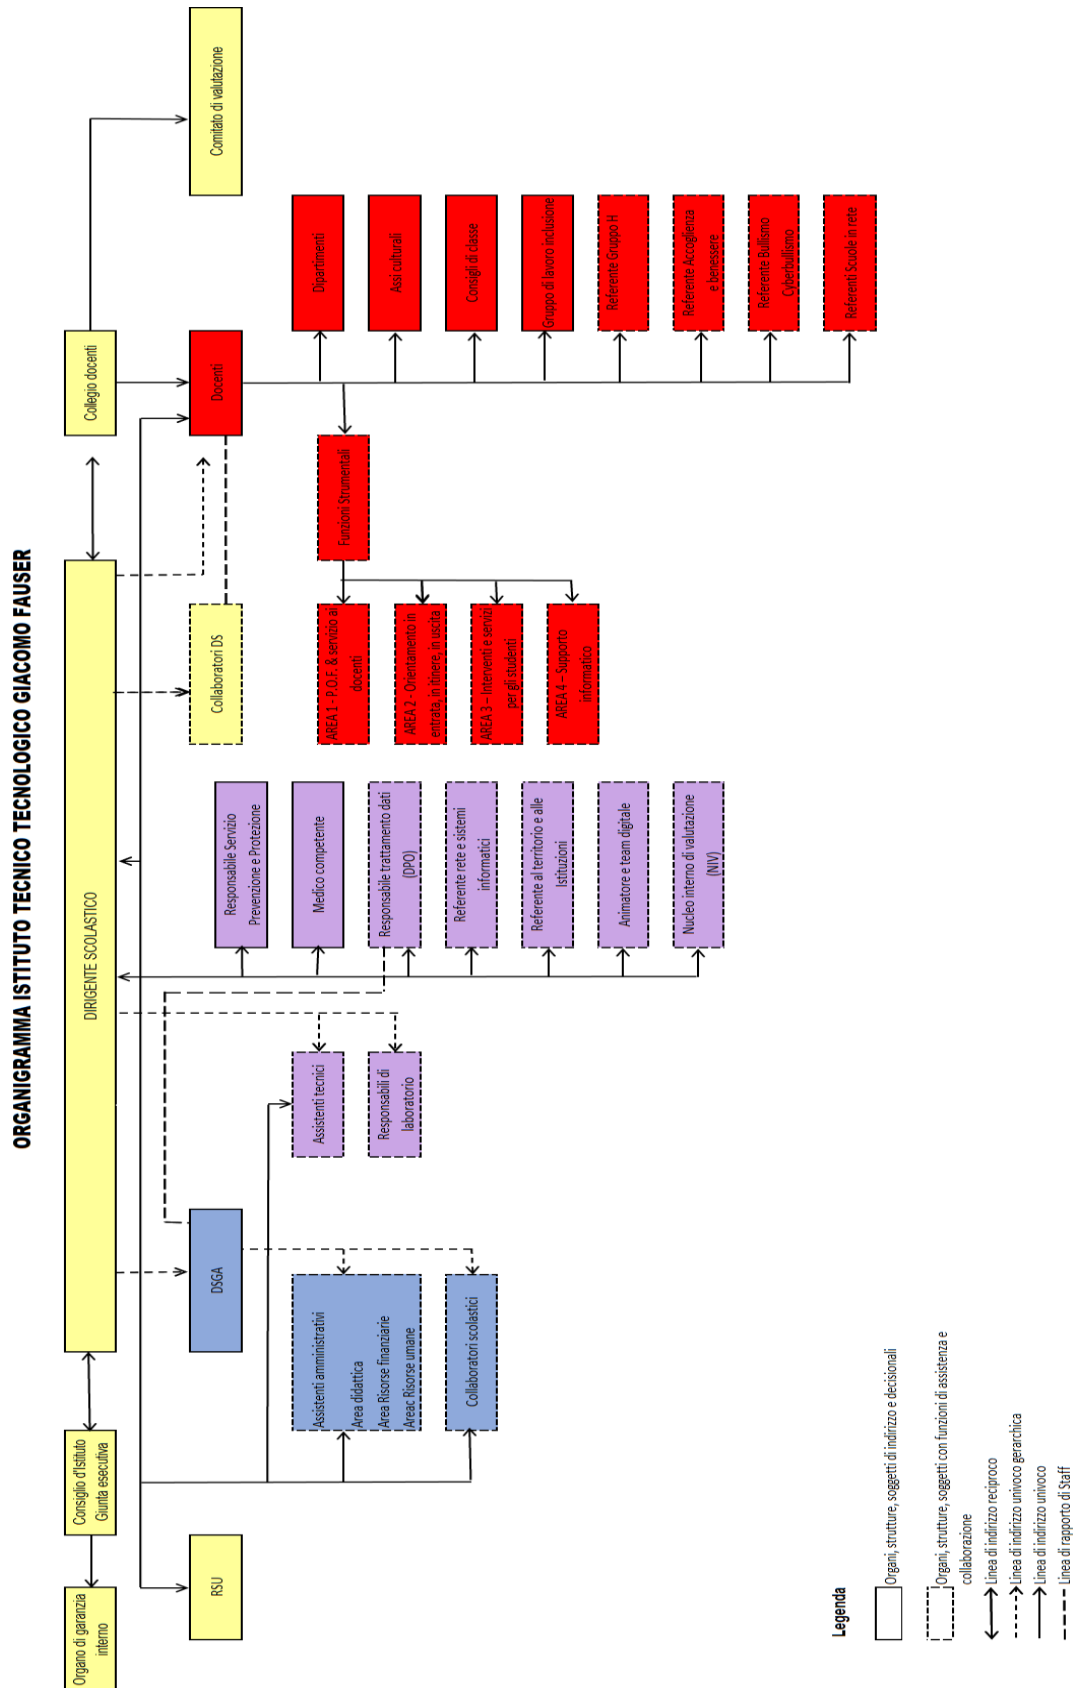 ORGANIGRAMMA ISTITUTO TECNICO TECNOLOGICO GIACOMO FAUSER
Organo di garanzia
interno
Consiglio d'Istituto
Giunta esecutiva
DIRIGENTE SCOLASTICO
Collegio docenti
RSU
DSGA
Collaboratori DS
Docenti
Comitato di valutazione
Assistenti amministrativi
Area didattica
Area Risorse finanziarie
Areac Risorse umane
Collaboratori scolastici
Assistenti tecnici
Responsabili di
laboratorio
Responsabile Servizio
Prevenzione e Protezione
Medico competente
Responsabile trattamento dati
(DPO)
Referente rete e sistemi
informatici
Referente al territorio e alle
Istituzioni
Animatore e team digitale
Nucleo interno di valutazione
(NIV)
Funzioni Strumentali
AREA 1 - P.O.F. & servizio ai
docenti
AREA 2 - Orientamento in
entrata, in itinere, in uscita
AREA 3 – Interventi e servizi
per gli studenti
AREA 4 – Supporto
informatico
Dipartimenti
Assi culturali
Consigli di classe
Gruppo di lavoro inclusione
Referente Gruppo H
Referente Accoglienza
e benessere
Referente Bullismo
Cyberbullismo
Referenti Scuole in rete
Legenda
Organi, strutture, soggetti di indirizzo e decisionali
Organi, strutture, soggetti con funzioni di assistenza e
collaborazione
Linea di indirizzo reciproco
Linea di indirizzo univoco gerarchica
Linea di indirizzo univoco
Linea di rapporto di Staff